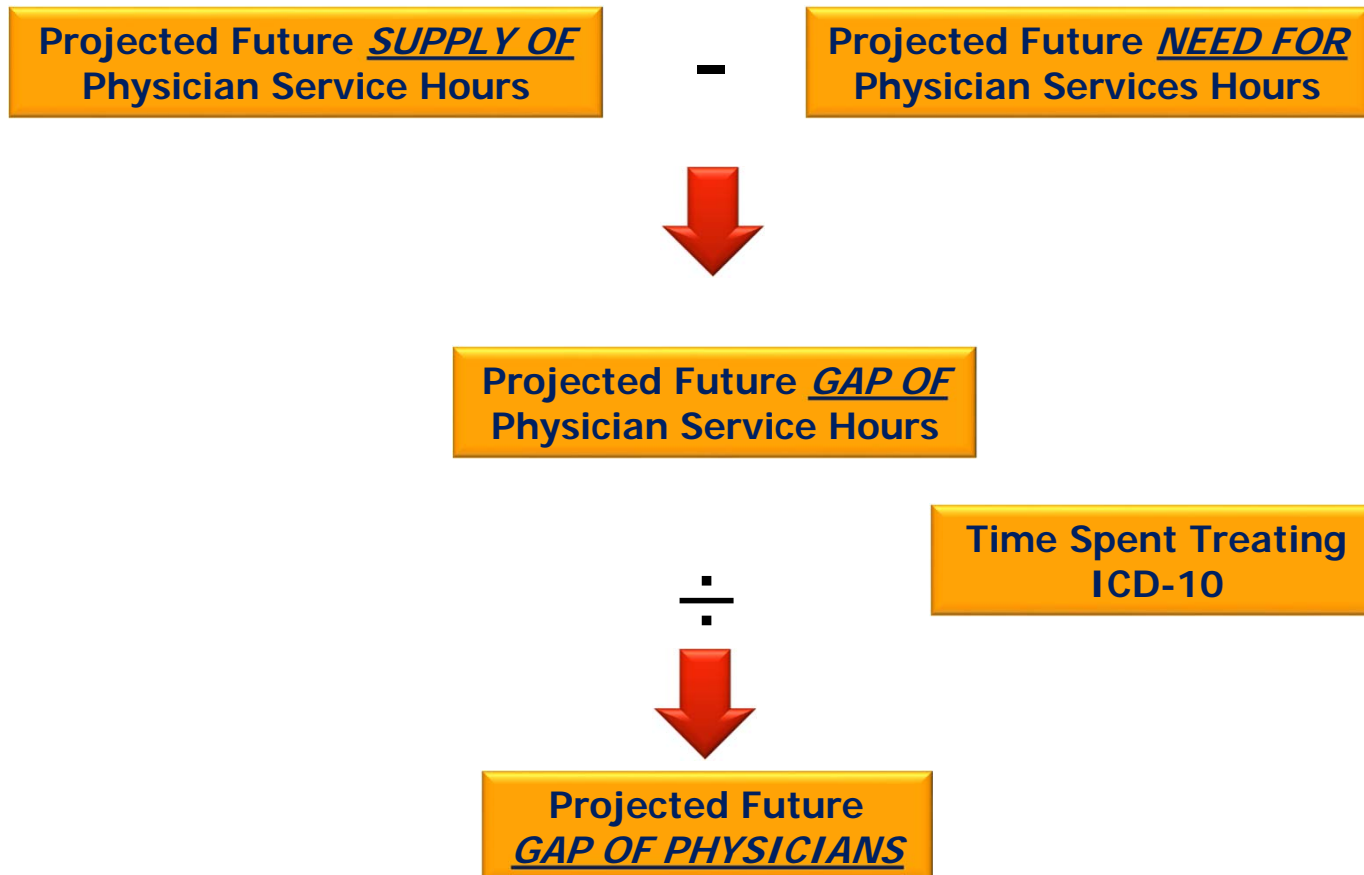 Projected Future SUPPLY OF
Physician Service Hours
-
Projected Future NEED FOR
Physician Services Hours
Projected Future GAP OF
Physician Service Hours
Time Spent Treating
ICD-10
÷
Projected Future
GAP OF PHYSICIANS